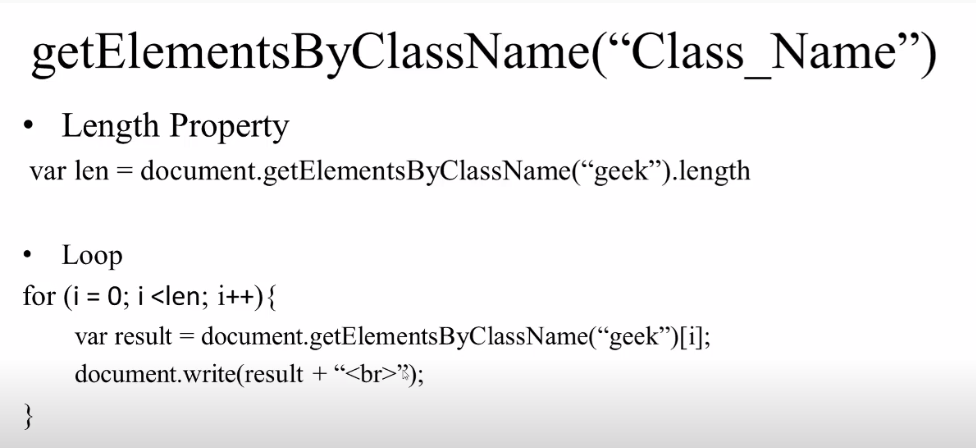 getElementsByClassName(“Class_Name”)
• Length Property
var len = document.getElementsByClassName(“geek”).length
• Loop
for (i = 0; i <len; i++){
var result = document.getElementsByClassName(“geek”)[i];
document.write(result + “<br>”);
}